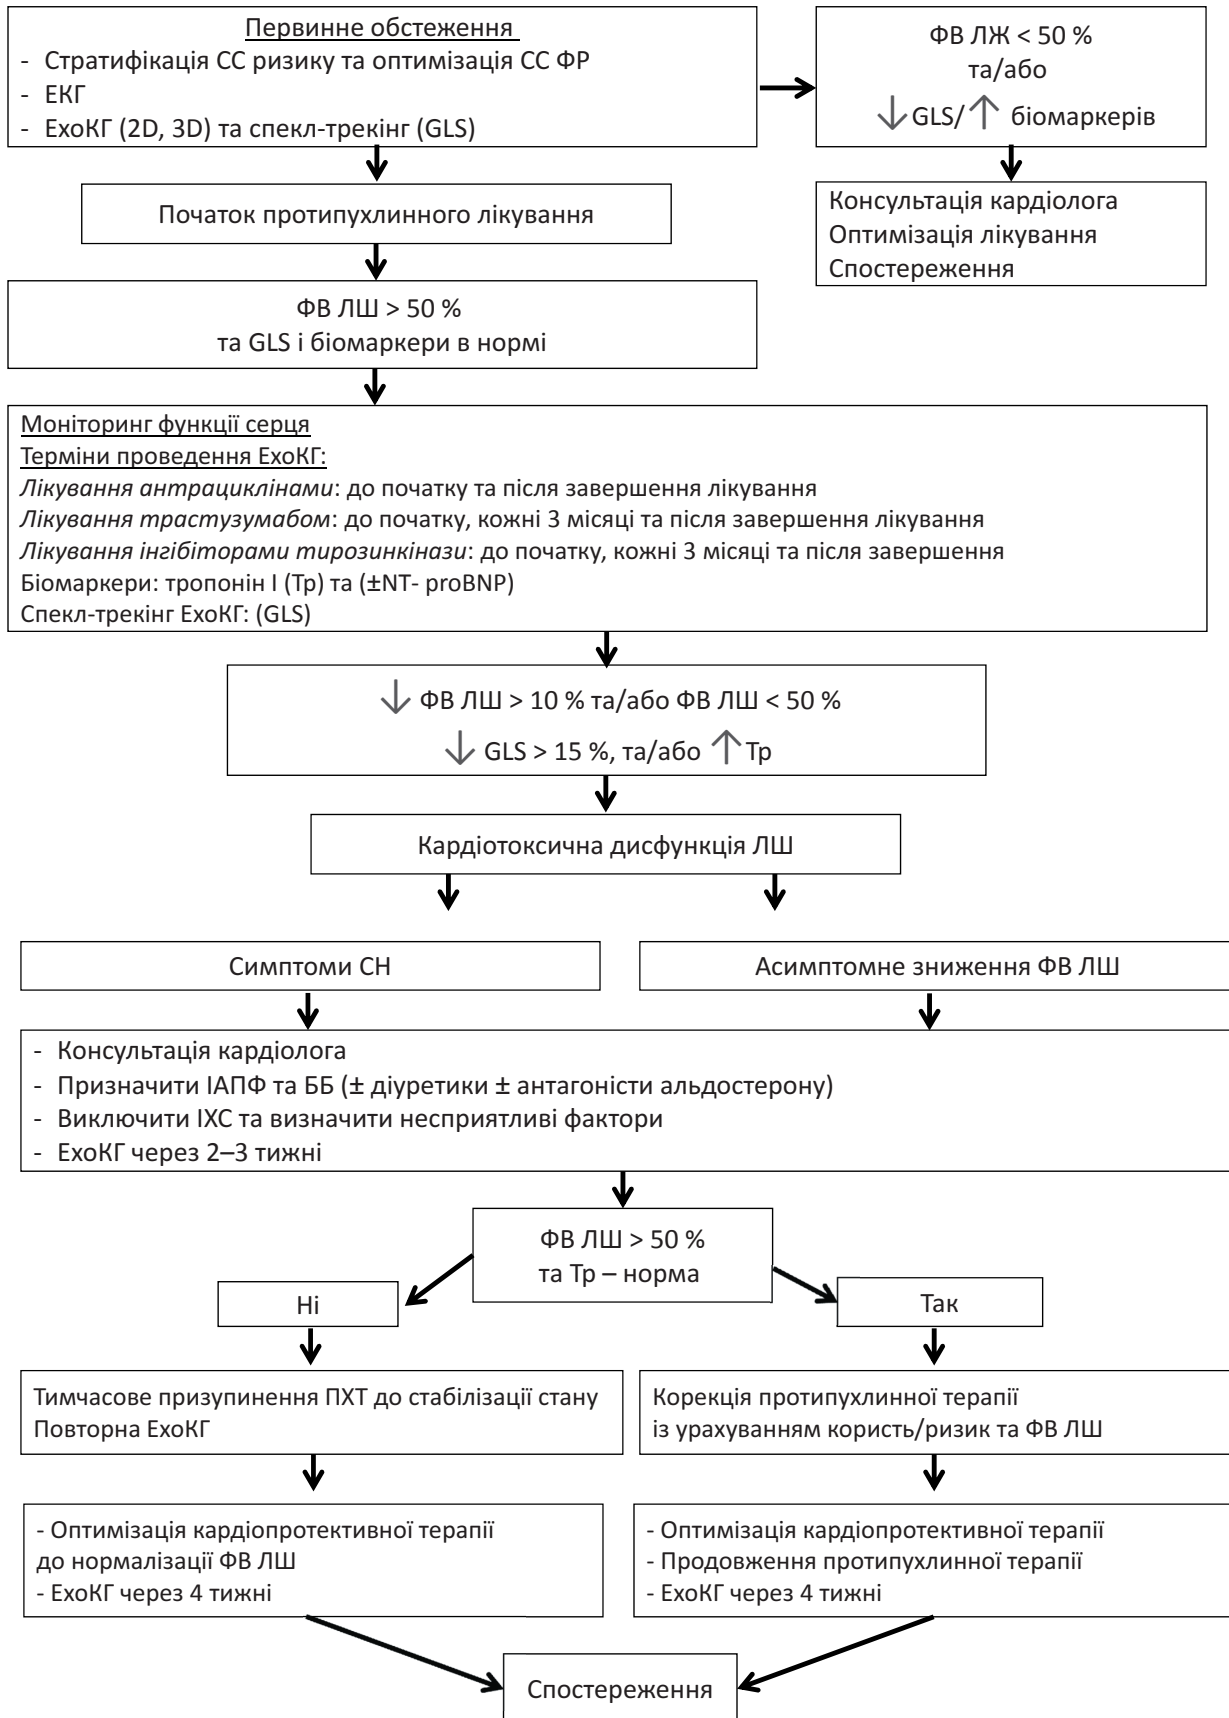 Первинне обстеження
- Стратифікація СС ризику та оптимізація СС ФР
- ЕКГ
- ЕхоКГ (2D, 3D) та спекл-трекінг (GLS)
ФВ ЛЖ < 50 %
та/або
↓GLS/↑ біомаркерів
Початок протипухлинного лікування
Консультація кардіолога
Оптимізація лікування
Спостереження
ФВ ЛШ > 50 %
та GLS і біомаркери в нормі
Моніторинг функції серця
Терміни проведення ЕхоКГ:
Лікування антрациклінами: до початку та після завершення лікування
Лікування трастузумабом: до початку, кожні 3 місяці та після завершення лікування
Лікування інгібіторами тирозинкінази: до початку, кожні 3 місяці та після завершення
Біомаркери: тропонін I (Тр) та (±NT- proBNP)
Спекл-трекінг ЕхоКГ: (GLS)
↓ ФВ ЛШ > 10 % та/або ФВ ЛШ < 50 %
↓ GLS > 15 %, та/або ↑Тр
Кардіотоксична дисфункція ЛШ
Симптоми СН
Асимптомне зниження ФВ ЛШ
- Консультація кардіолога
- Призначити ІАПФ та ББ (± діуретики ± антагоністи альдостерону)
- Виключити ІХС та визначити несприятливі фактори
- ЕхоКГ через 2–3 тижні
ФВ ЛШ > 50 %
та Тр – норма
Ні
Так
Тимчасове призупинення ПХТ до стабілізації стану
Повторна ЕхоКГ
Корекція протипухлинної терапії
із урахуванням користь/ризик та ФВ ЛШ
- Оптимізація кардіопротективної терапії
до нормалізації ФВ ЛШ
- ЕхоКГ через 4 тижні
- Оптимізація кардіопротективної терапії
- Продовження протипухлинної терапії
- ЕхоКГ через 4 тижні
Спостереження